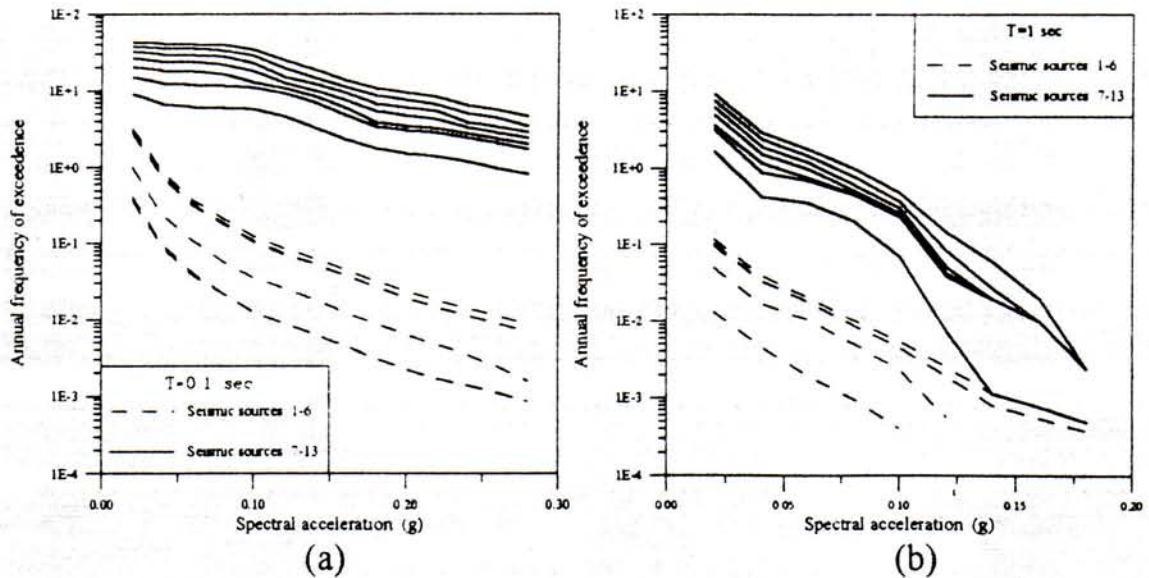 1E-2
1E+2
1E+1
1E+0
1E-1
1E-2
1E-3
1E-4
Annual frequency of exceedence
T=0.1 sec
Seismic sources 1-6
Seismic sources 7-13
0.00
0.10
0.20
0.30
Spectral acceleration (g)
(a)
1E-2
1E+2
1E+1
1E+0
1E-1
1E-2
1E-3
1E-4
Annual frequency of exceedence
T=1 sec
Seismic sources 1-6
Seismic sources 7-13
0.00
0.05
0.10
0.15
0.20
Spectral acceleration (g)
(b)